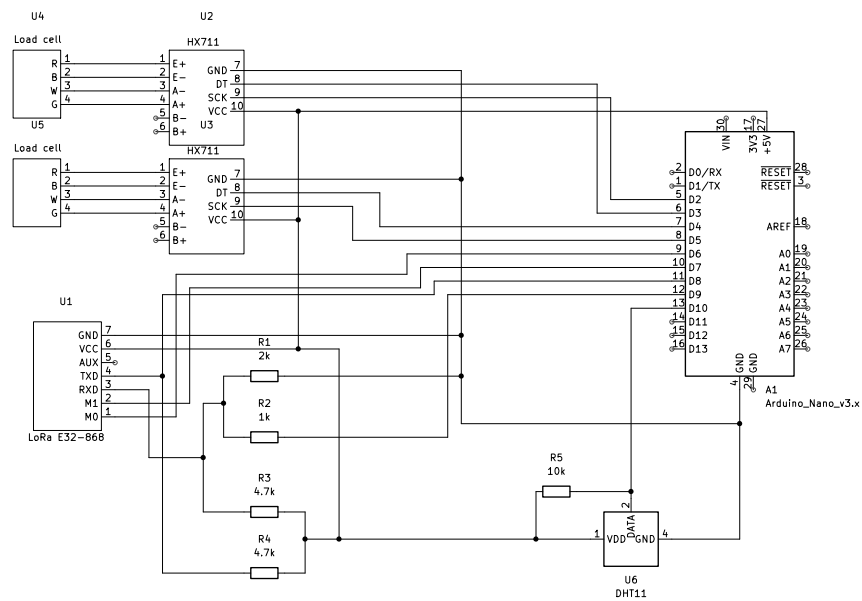 U4
U2
Load cell
HX711
R 1
B 2
W 3
G 4
1 E+
2 E-
3 A-
4 A+
5 B-
6 B+
GND 7
DT 8
SCK 9
VCC 10
U5
U3
Load cell
HX711
R 1
B 2
W 3
G 4
1 E+
2 E-
3 A-
4 A+
5 B-
6 B+
GND 7
DT 8
SCK 9
VCC 10
30 VIN
17 3V3
27 +5V
2 D0/RX
1 D1/TX
5 D2
6 D3
7 D4
8 D5
9 D6
10 D7
11 D8
12 D9
13 D10
14 D11
15 D12
16 D13
RESET 28
RESET 3
AREF 18
A0 19
A1 20
A2 21
A3 22
A4 23
A5 24
A6 25
A7 26
GND 4
GND 29
A1
Arduino_Nano_v3.x
U1
GND 7
VCC 6
AUX 5
TXD 4
RXD 3
M1 2
M0 1
LoRa E32-868
R1
2k
R2
1k
R3
4.7k
R4
4.7k
R5
10k
2 DATA
1 VDD
GND 4
U6
DHT11